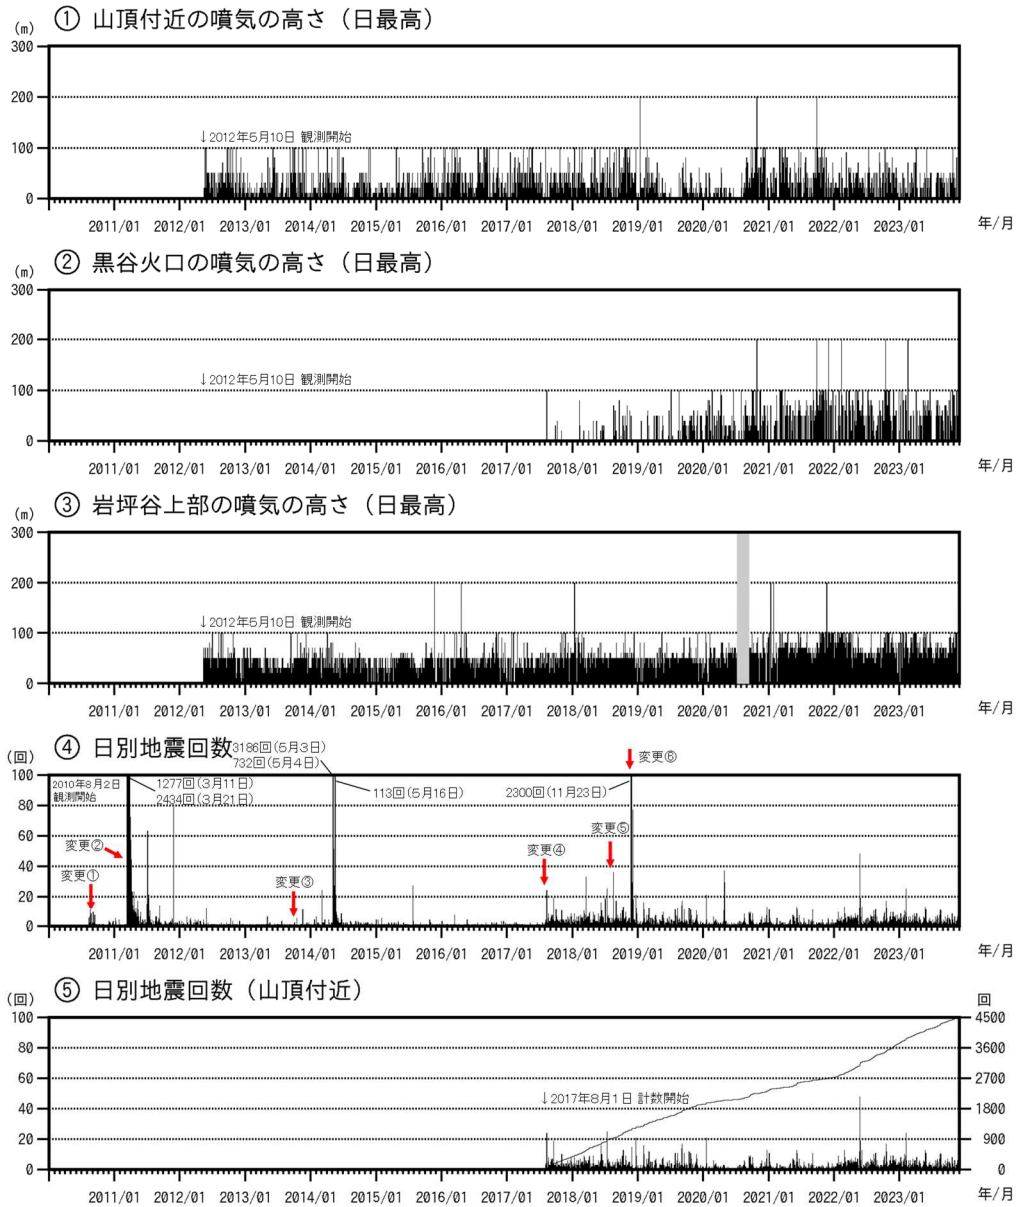 ① 山頂付近の噴気の高さ（日最高）
(m)
300
200
↓2012年5月10日 観測開始
100
0
2011/01 2012/01 2013/01 2014/01 2015/01 2016/01 2017/01 2018/01 2019/01 2020/01 2021/01 2022/01 2023/01 年/月
② 黒谷火口の噴気の高さ（日最高）
(m)
300
200
↓2012年5月10日 観測開始
100
0
2011/01 2012/01 2013/01 2014/01 2015/01 2016/01 2017/01 2018/01 2019/01 2020/01 2021/01 2022/01 2023/01 年/月
③ 岩坪谷上部の噴気の高さ（日最高）
(m)
300
200
↓2012年5月10日 観測開始
100
0
2011/01 2012/01 2013/01 2014/01 2015/01 2016/01 2017/01 2018/01 2019/01 2020/01 2021/01 2022/01 2023/01 年/月
④ 日別地震回数
3186回(5月3日)
732回(5月4日)
変更⑥
(回)
100
2010年8月2日
観測開始
1277回(3月11日)
2434回(3月21日)
113回(5月16日)
2300回(11月23日)
80
変更⑤
60
変更②
変更④
40
変更①
変更③
20
0
2011/01 2012/01 2013/01 2014/01 2015/01 2016/01 2017/01 2018/01 2019/01 2020/01 2021/01 2022/01 2023/01 年/月
⑤ 日別地震回数（山頂付近）
(回) 回
100 4500
80 3600
60 2700
↓2017年8月1日 計数開始
40 1800
20 900
0 0
2011/01 2012/01 2013/01 2014/01 2015/01 2016/01 2017/01 2018/01 2019/01 2020/01 2021/01 2022/01 2023/01 年/月